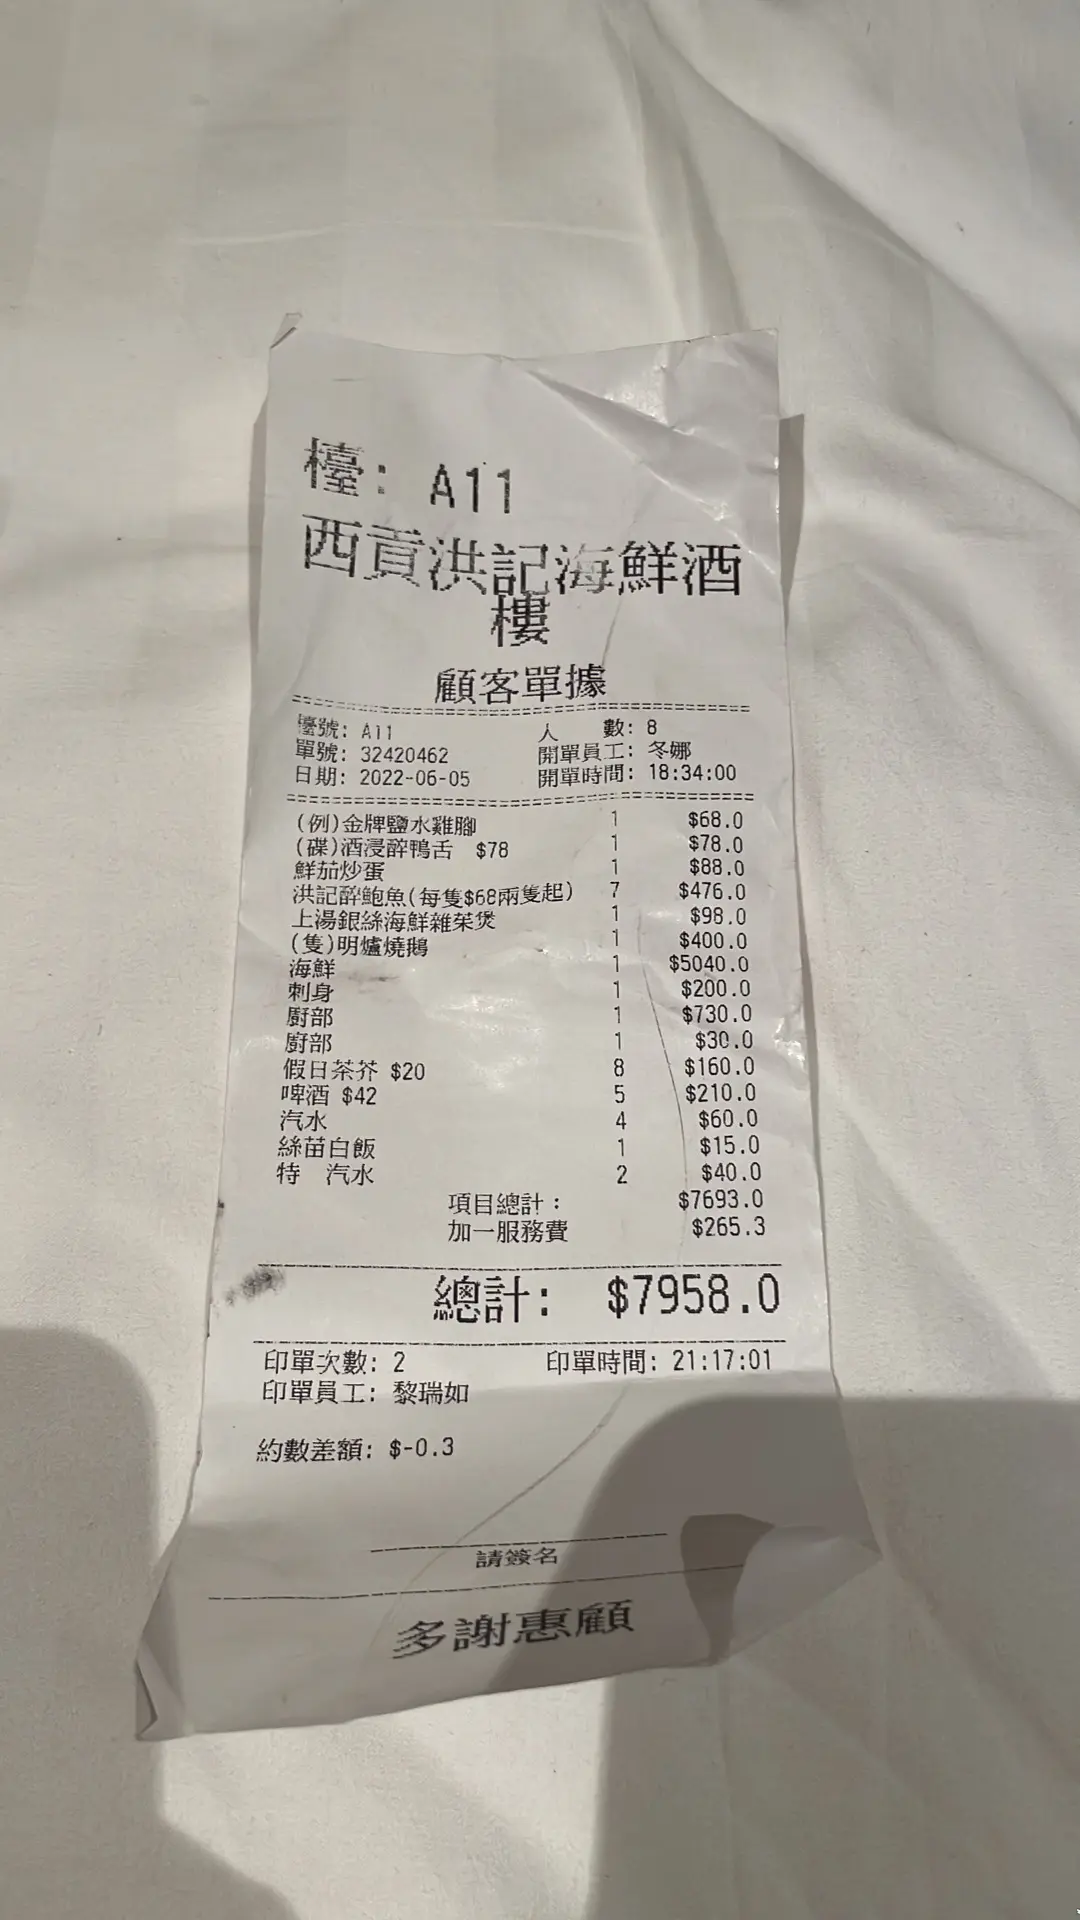 檯: A11
西貢洪記海鮮酒
樓
顧客單據
檯號: A11 人 數: 8
單號: 32420462 開單員工: 冬娜
日期: 2022-06-05 開單時間: 18:34:00
(例)金牌鹽水雞腳 1 $68.0
(碟)酒浸醉鴨舌 $78 1 $78.0
鮮茄炒蛋 1 $88.0
洪記醉鮑魚(每隻$68兩隻起) 7 $476.0
上湯銀絲海鮮雜菜煲 1 $98.0
(隻)明爐燒鵝 1 $400.0
海鮮 1 $5040.0
刺身 1 $200.0
廚部 1 $730.0
廚部 1 $30.0
假日茶芥 $20 8 $160.0
啤酒 $42 5 $210.0
汽水 4 $60.0
絲苗白飯 1 $15.0
特 汽水 2 $40.0
項目總計: $7693.0
加一服務費 $265.3
總計: $7958.0
印單次數: 2 印單時間: 21:17:01
印單員工: 黎瑞如
約數差額: $-0.3
請簽名
多謝惠顧